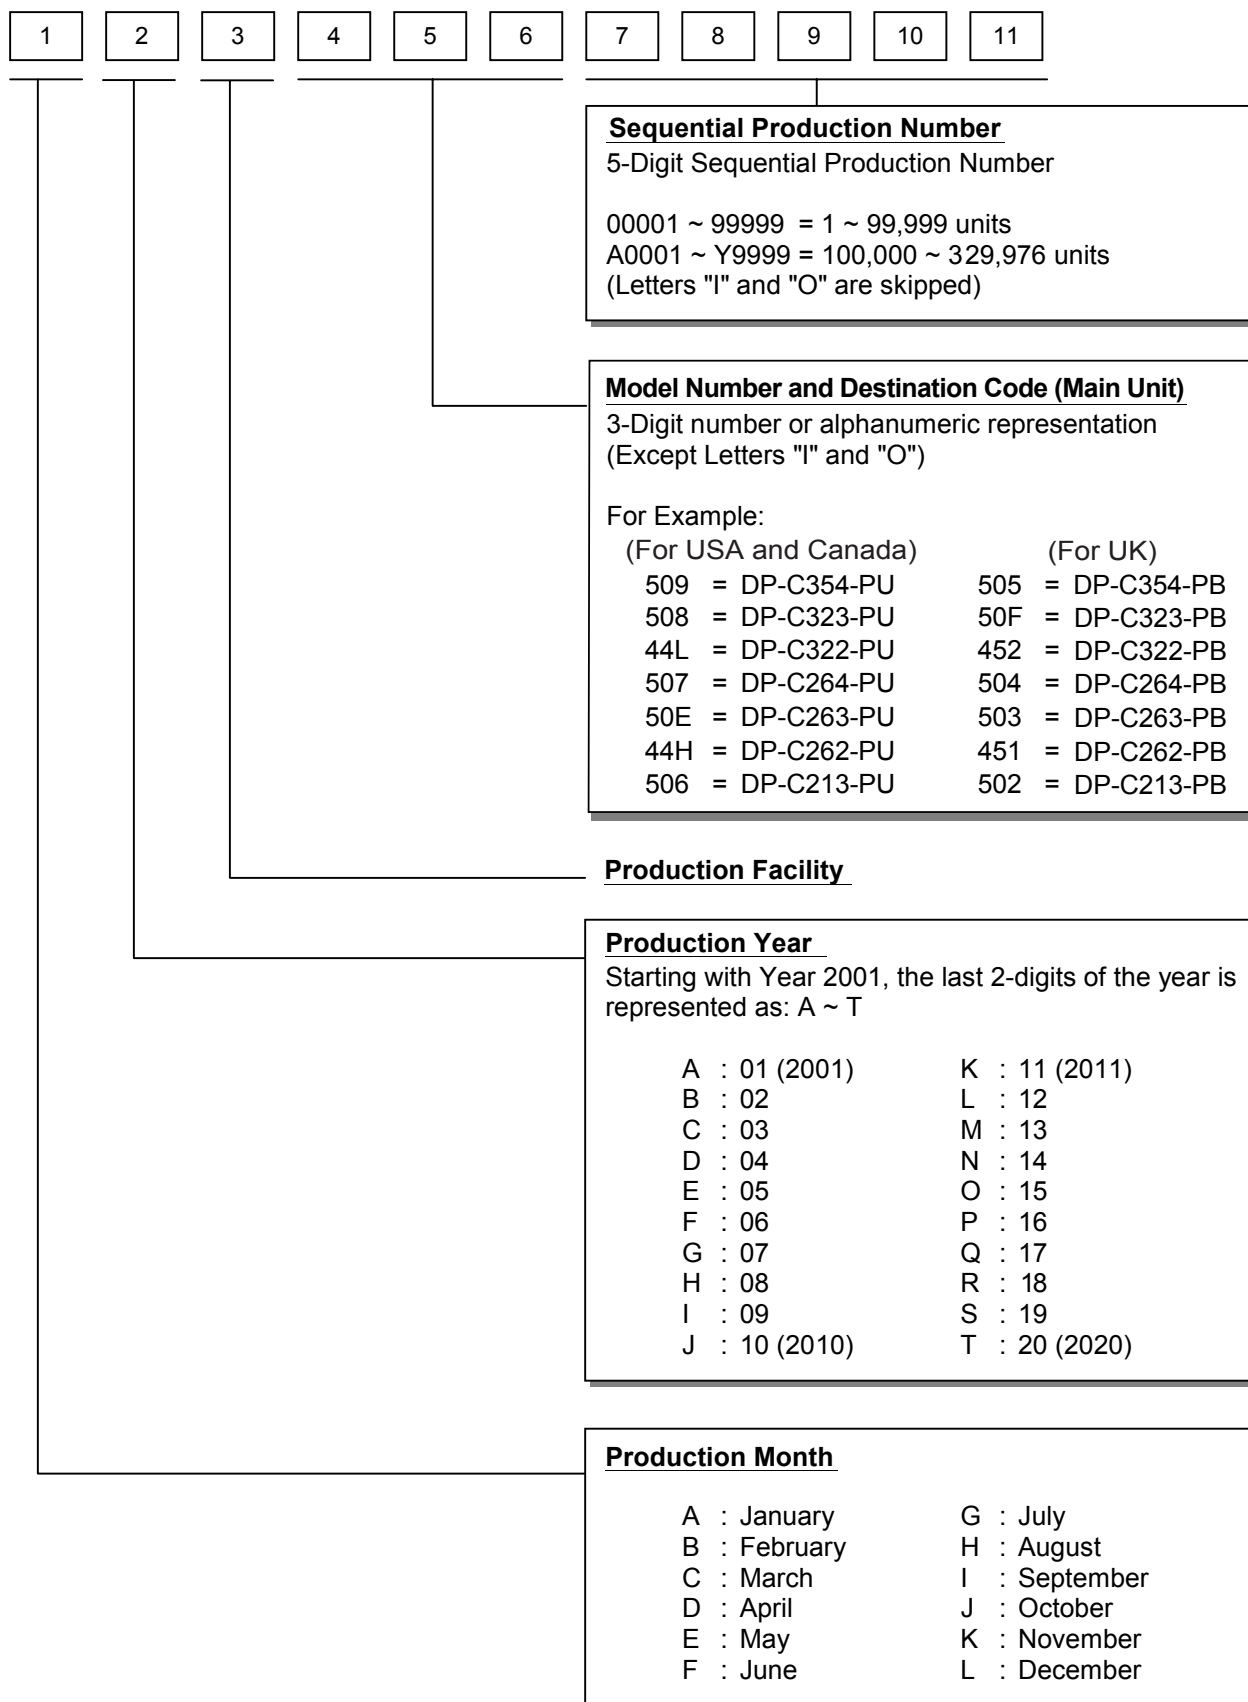 1 2 3 4 5 6 7 8 9 10 11
Sequential Production Number
5-Digit Sequential Production Number
00001 ~ 99999 = 1 ~ 99,999 units
A0001 ~ Y9999 = 100,000 ~ 329,976 units
(Letters "I" and "O" are skipped)
Model Number and Destination Code (Main Unit)
3-Digit number or alphanumeric representation
(Except Letters "I" and "O")
For Example:
(For USA and Canada) (For UK)
509 = DP-C354-PU 505 = DP-C354-PB
508 = DP-C323-PU 50F = DP-C323-PB
44L = DP-C322-PU 452 = DP-C322-PB
507 = DP-C264-PU 504 = DP-C264-PB
50E = DP-C263-PU 503 = DP-C263-PB
44H = DP-C262-PU 451 = DP-C262-PB
506 = DP-C213-PU 502 = DP-C213-PB
Production Facility
Production Year
Starting with Year 2001, the last 2-digits of the year is
represented as: A ~ T
A : 01 (2001) K : 11 (2011)
B : 02 L : 12
C : 03 M : 13
D : 04 N : 14
E : 05 O : 15
F : 06 P : 16
G : 07 Q : 17
H : 08 R : 18
I : 09 S : 19
J : 10 (2010) T : 20 (2020)
Production Month
A : January G : July
B : February H : August
C : March I : September
D : April J : October
E : May K : November
F : June L : December